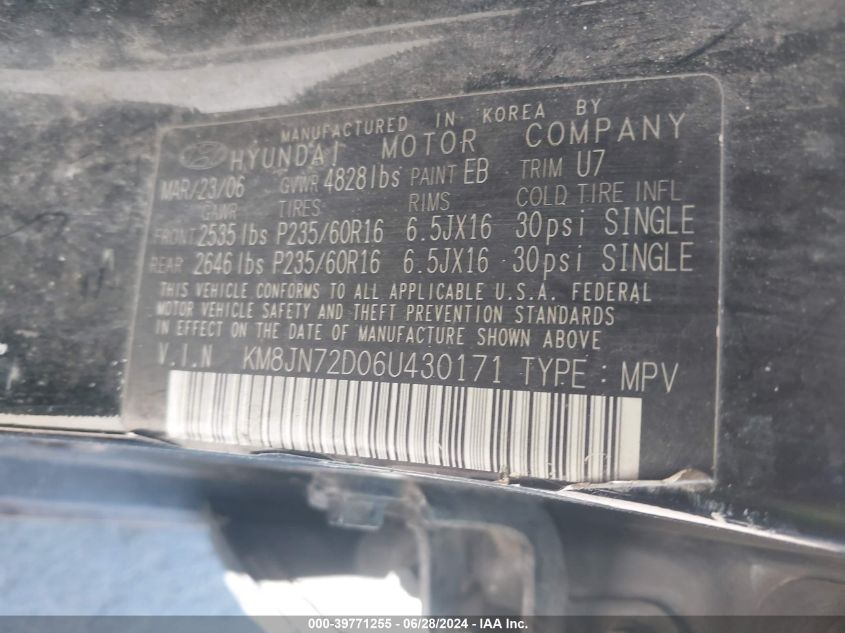 MANUFACTURED IN KOREA BY
HYUNDAI MOTOR COMPANY
MAR/23/06 GVWR 4828lbs PAINT EB TRIM U7
GAWR TIRES RIMS COLD TIRE INFL
FRONT 2535lbs P235/60R16 6.5JX16 30psi SINGLE
REAR 2646lbs P235/60R16 6.5JX16 30psi SINGLE
THIS VEHICLE CONFORMS TO ALL APPLICABLE U.S.A. FEDERAL
MOTOR VEHICLE SAFETY AND THEFT PREVENTION STANDARDS
IN EFFECT ON THE DATE OF MANUFACTURE SHOWN ABOVE
V.I.N KM8JN72D06U430171 TYPE : MPV
000-39771255 - 06/28/2024 - IAA, Inc.